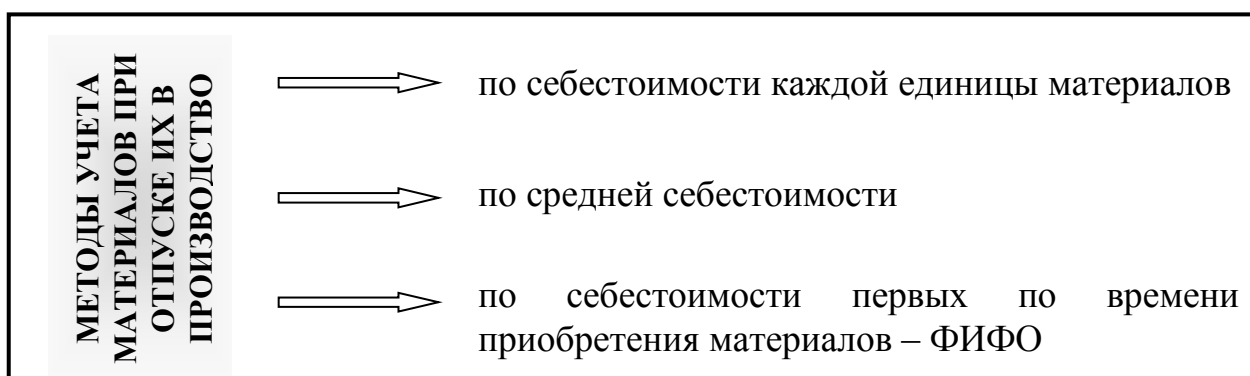 МЕТОДЫ УЧЕТА
МАТЕРИАЛОВ ПРИ
ОТПУСКЕ ИХ В
ПРОИЗВОДСТВО
по себестоимости каждой единицы материалов
по средней себестоимости
по себестоимости первых по времени
приобретения материалов – ФИФО